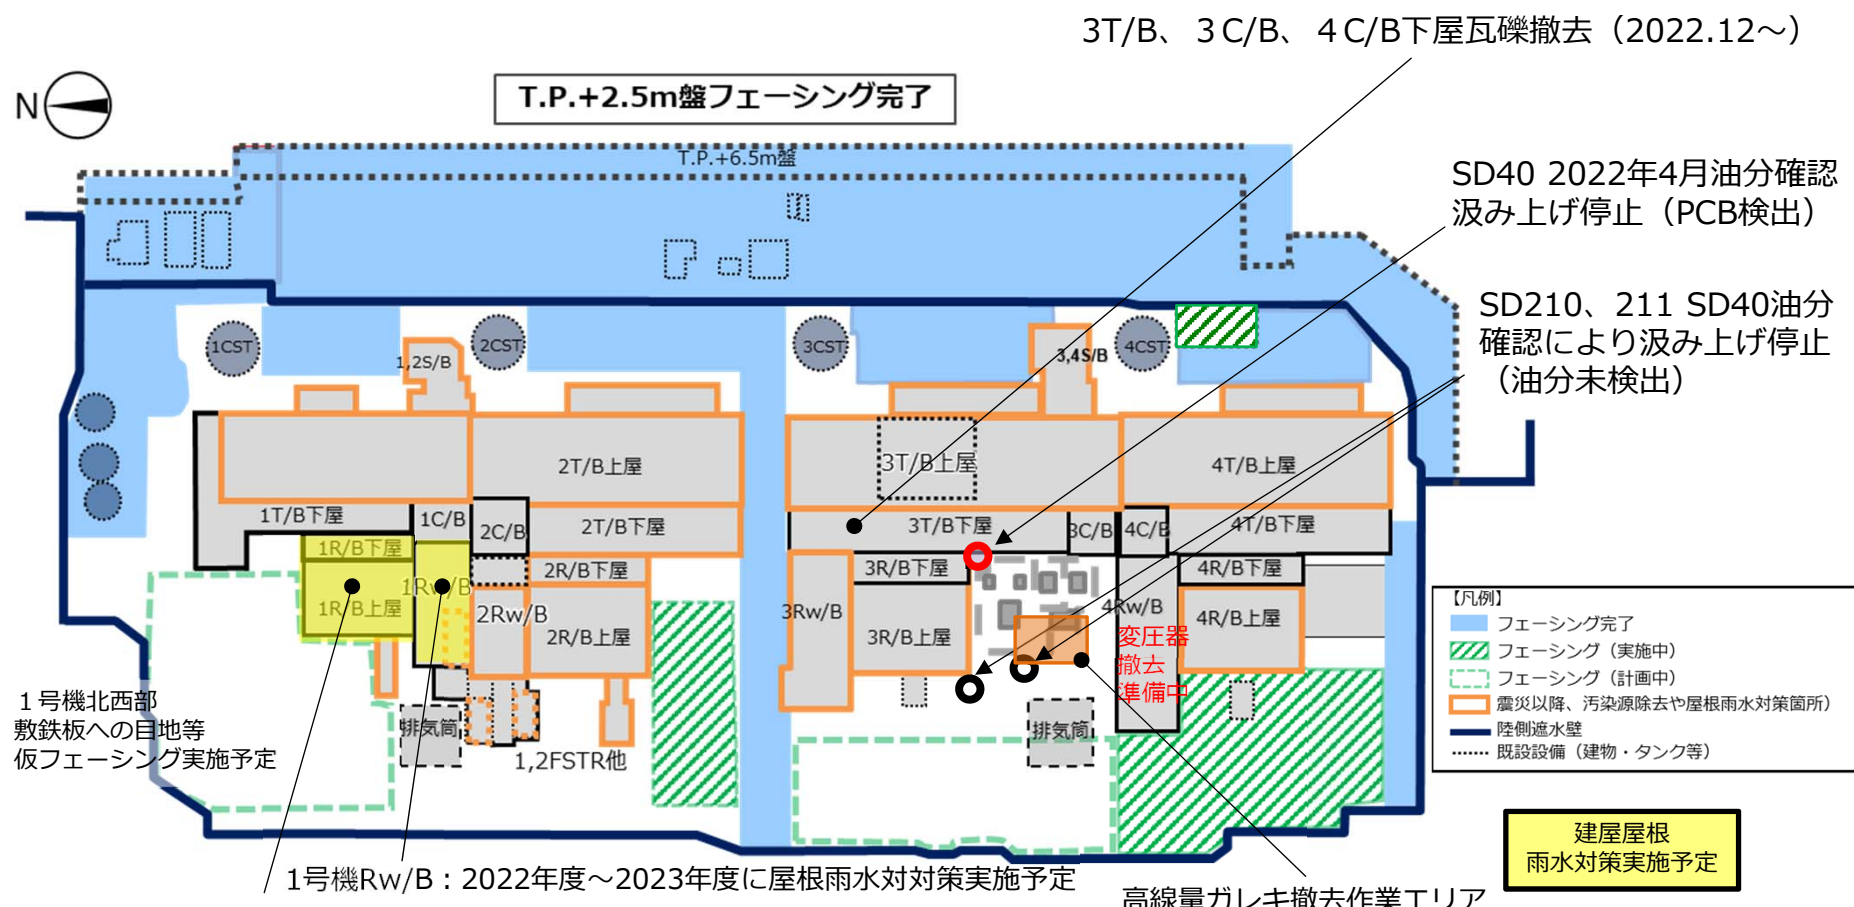 3T/B、３C/B、４C/B下屋瓦礫撤去（2022.12～）
N
T.P.+2.5m盤フェーシング完了
T.P.+6.5m盤
SD40 2022年4月油分確認
汲み上げ停止（PCB検出）
SD210、211 SD40油分
確認により汲み上げ停止
（油分未検出）
1CST
1,2S/B
2CST
3CST
3,4S/B
4CST
2T/B上屋
3T/B上屋
4T/B上屋
1T/B下屋
1C/B
2C/B
2T/B下屋
3T/B下屋
3C/B
4C/B
4T/B下屋
1R/B下屋
2R/B下屋
3R/B下屋
4R/B下屋
1R/B上屋
1Rw/B
2Rw/B
2R/B上屋
3Rw/B
3R/B上屋
4Rw/B
4R/B上屋
変圧器
撤去
準備中
排気筒
1,2FSTR他
排気筒
１号機北西部
敷鉄板への目地等
仮フェーシング実施予定
【凡例】
フェーシング完了
フェーシング（実施中）
フェーシング（計画中）
震災以降、汚染源除去や屋根雨水対策箇所）
陸側遮水壁
既設設備（建物・タンク等）
建屋屋根
雨水対策実施予定
1号機Rw/B：2022年度～2023年度に屋根雨水対対策実施予定
高線量ガレキ撤去作業エリア